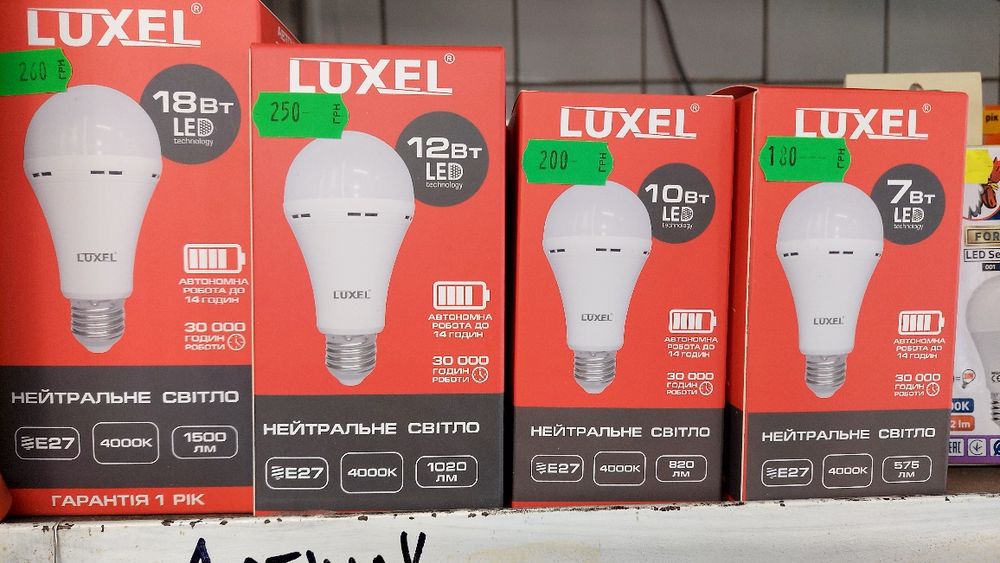 LUXEL®
260 ГРН
18Вт
LED
technology
LUXEL
АВТОНОМНА
РОБОТА ДО
14 ГОДИН
30 000
ГОДИН
РОБОТИ
НЕЙТРАЛЬНЕ СВІТЛО
E27
4000K
1500
ЛМ
ГАРАНТІЯ 1 РІК
LUXEL®
250- ГРН
12Вт
LED
technology
LUXEL
АВТОНОМНА
РОБОТА ДО
14 ГОДИН
30 000
ГОДИН
РОБОТИ
НЕЙТРАЛЬНЕ СВІТЛО
E27
4000K
1020
ЛМ
LUXEL®
200- ГРН
10Вт
LED
technology
LUXEL
АВТОНОМНА
РОБОТА ДО
14 ГОДИН
30 000
ГОДИН
РОБОТИ
НЕЙТРАЛЬНЕ СВІТЛО
E27
4000K
820
ЛМ
LUXEL®
180- ГРН
7Вт
LED
technology
LUXEL
АВТОНОМНА
РОБОТА ДО
14 ГОДИН
30 000
ГОДИН
РОБОТИ
НЕЙТРАЛЬНЕ СВІТЛО
E27
4000K
575
ЛМ
рік
FOR
LED Se
001